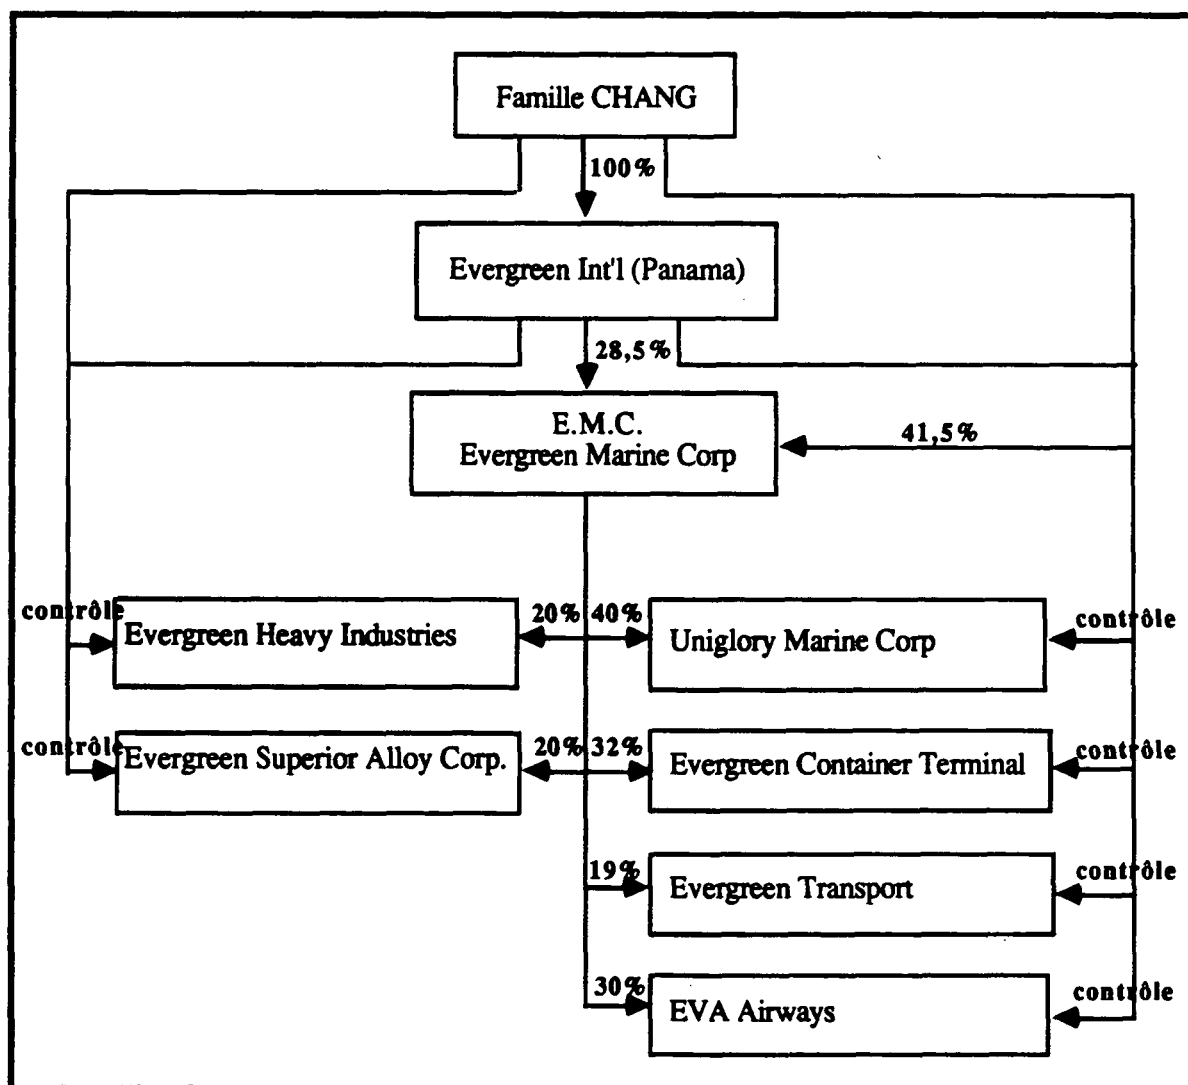 Famille CHANG
100%
Evergreen Int'l (Panama)
28,5%
E.M.C.
Evergreen Marine Corp
41,5%
contrôle
Evergreen Heavy Industries
20% 40%
Uniglory Marine Corp
contrôle
contrôle
Evergreen Superior Alloy Corp.
20% 32%
Evergreen Container Terminal
contrôle
19%
Evergreen Transport
contrôle
30%
EVA Airways
contrôle